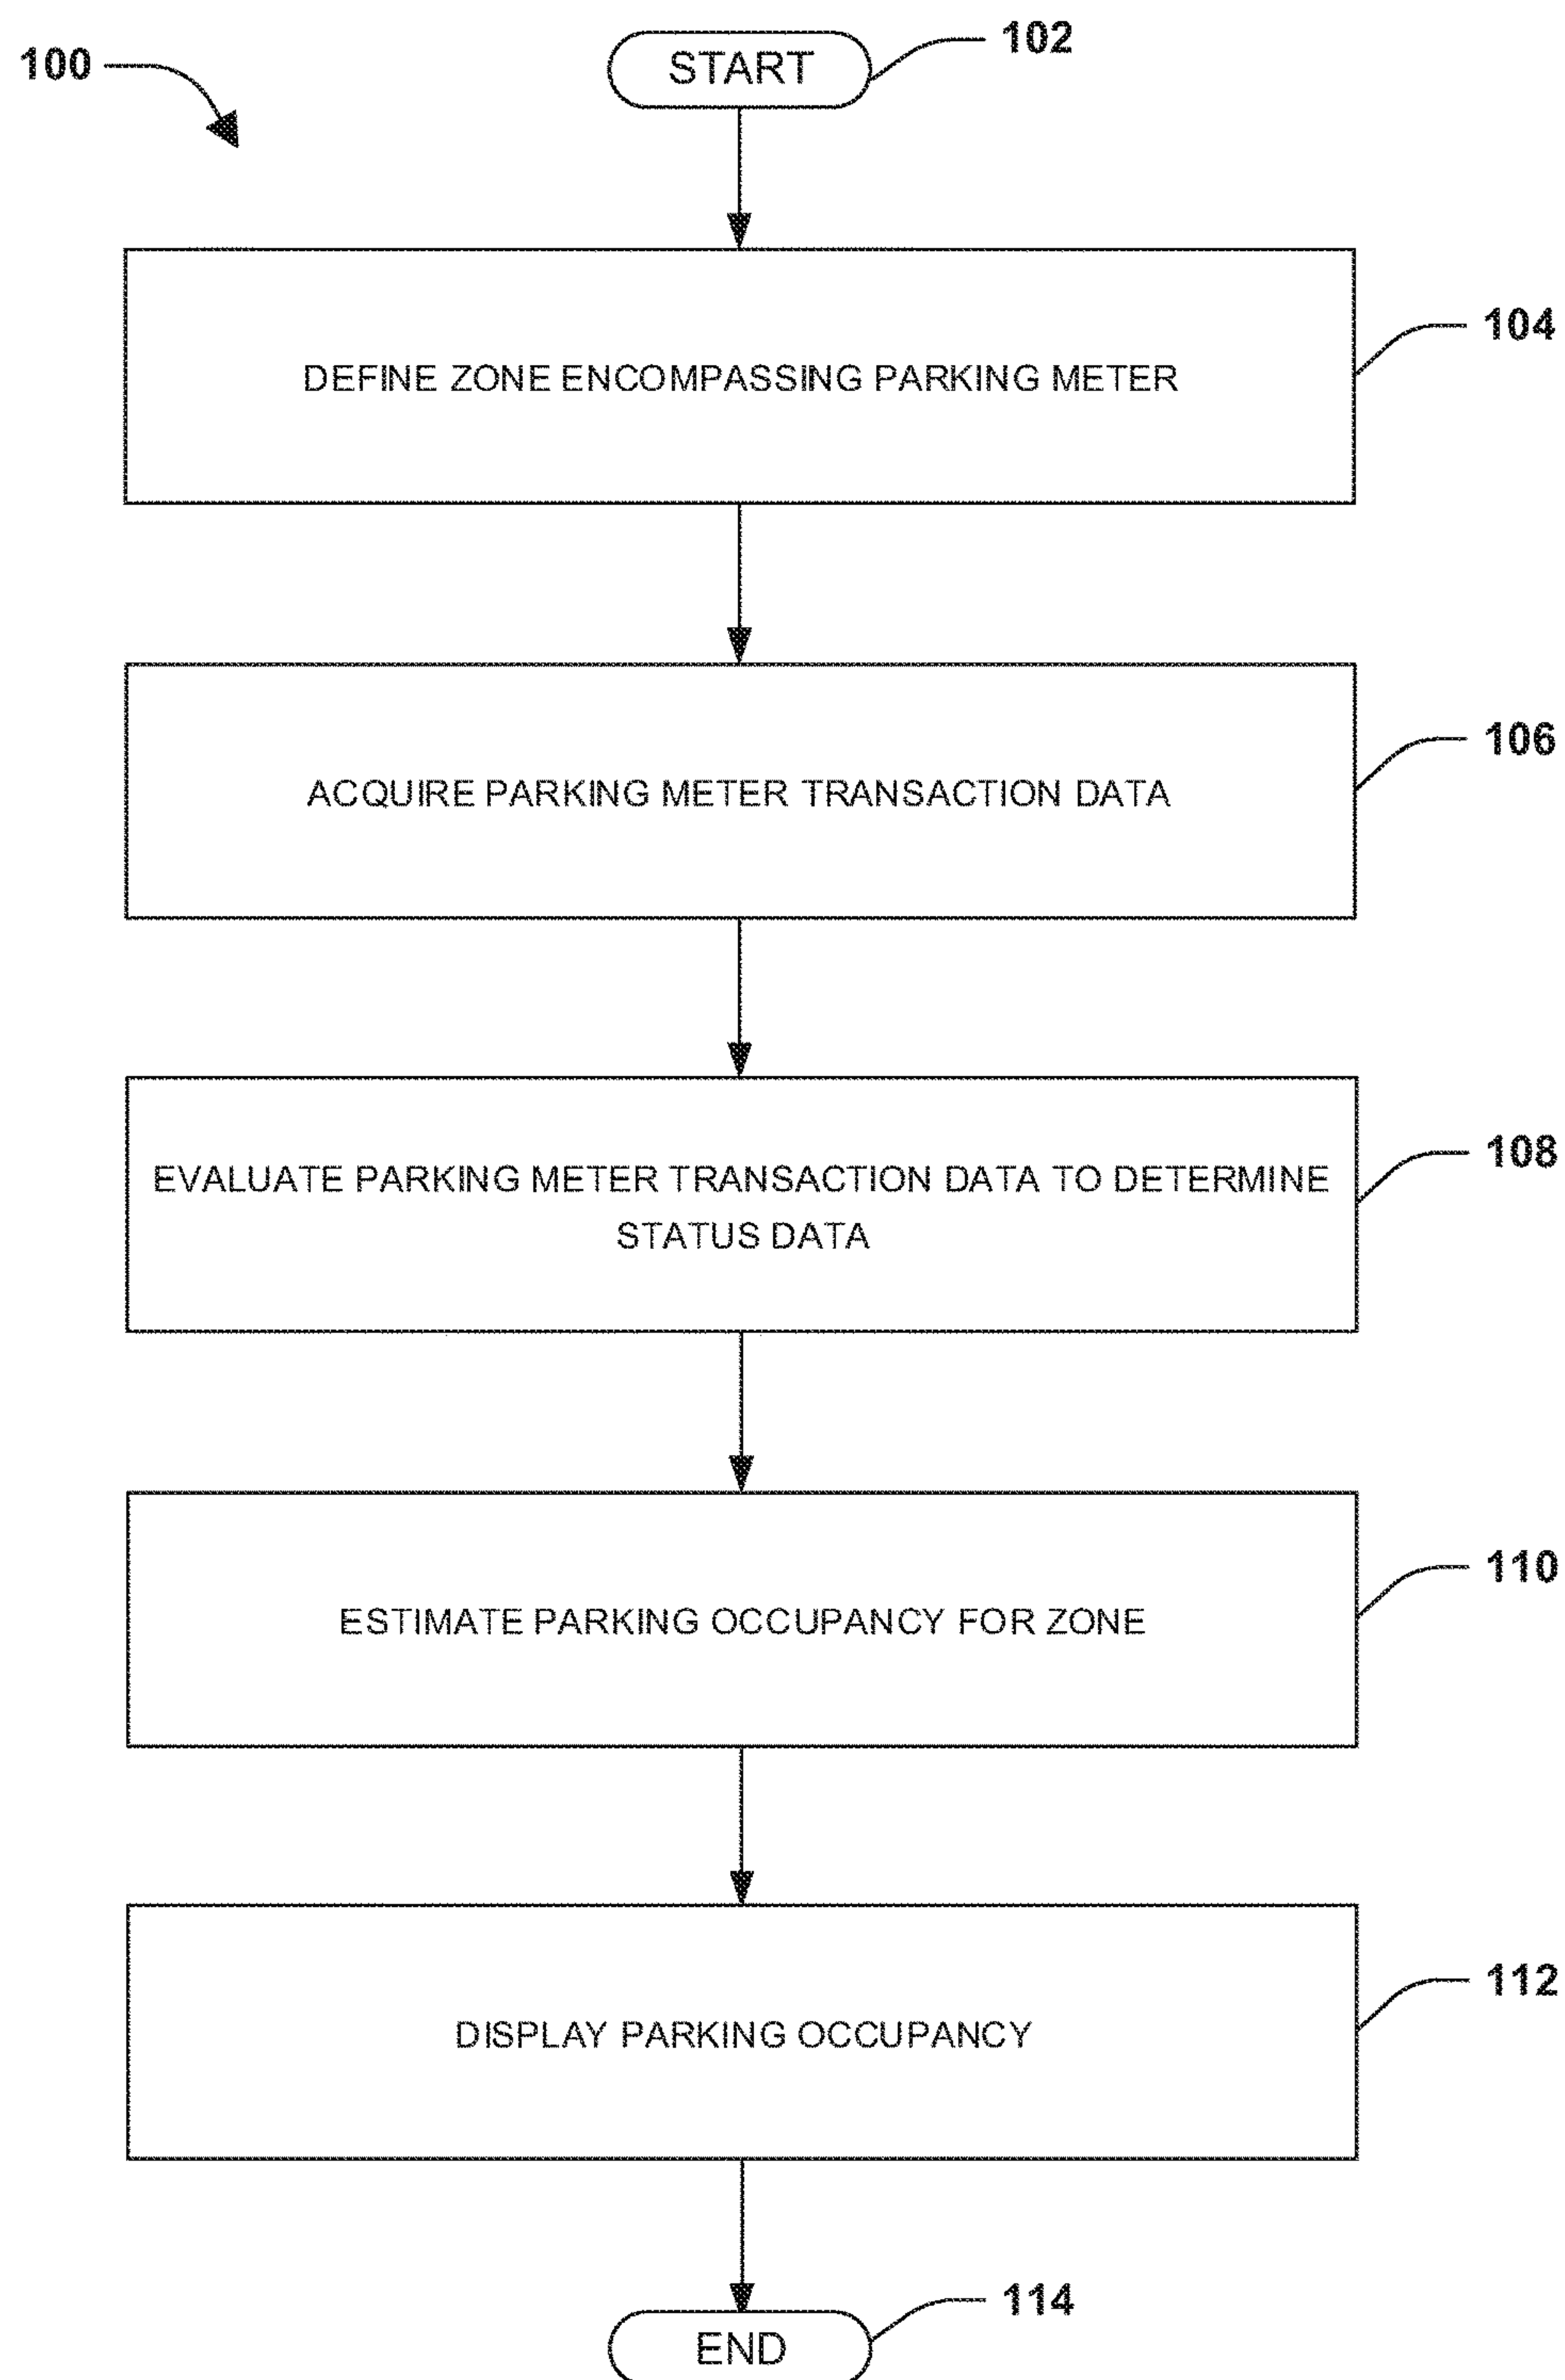 100
START
102
DEFINE ZONE ENCOMPASSING PARKING METER
104
ACQUIRE PARKING METER TRANSACTION DATA
106
EVALUATE PARKING METER TRANSACTION DATA TO DETERMINE
STATUS DATA
108
ESTIMATE PARKING OCCUPANCY FOR ZONE
110
DISPLAY PARKING OCCUPANCY
112
END
114